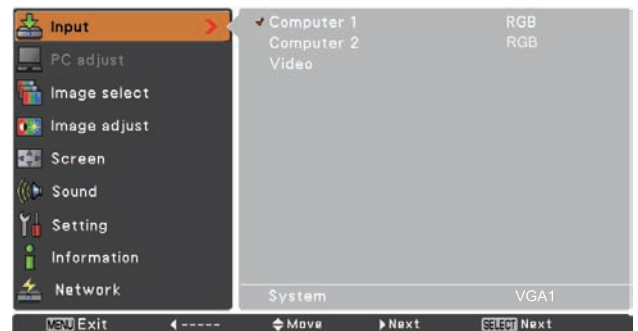 Input
PC adjust
Image select
Image adjust
Screen
Sound
Setting
Information
Network
Computer 1 RGB
Computer 2 RGB
Video
System VGA1
MENU Exit ----- Move Next SELECT Next